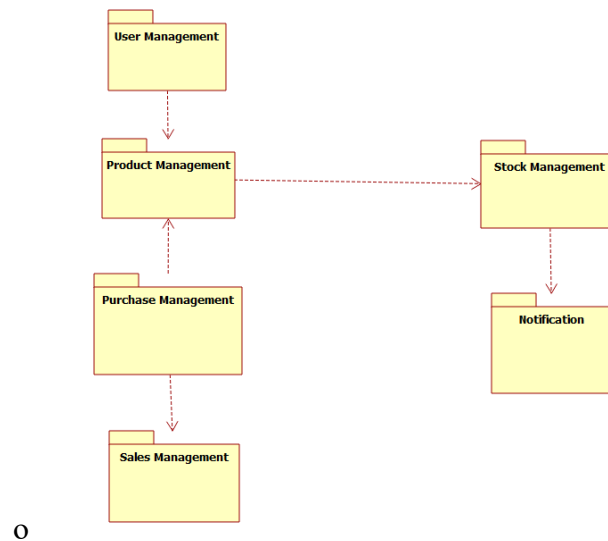 User Management
Product Management
Stock Management
Purchase Management
Notification
Sales Management
o